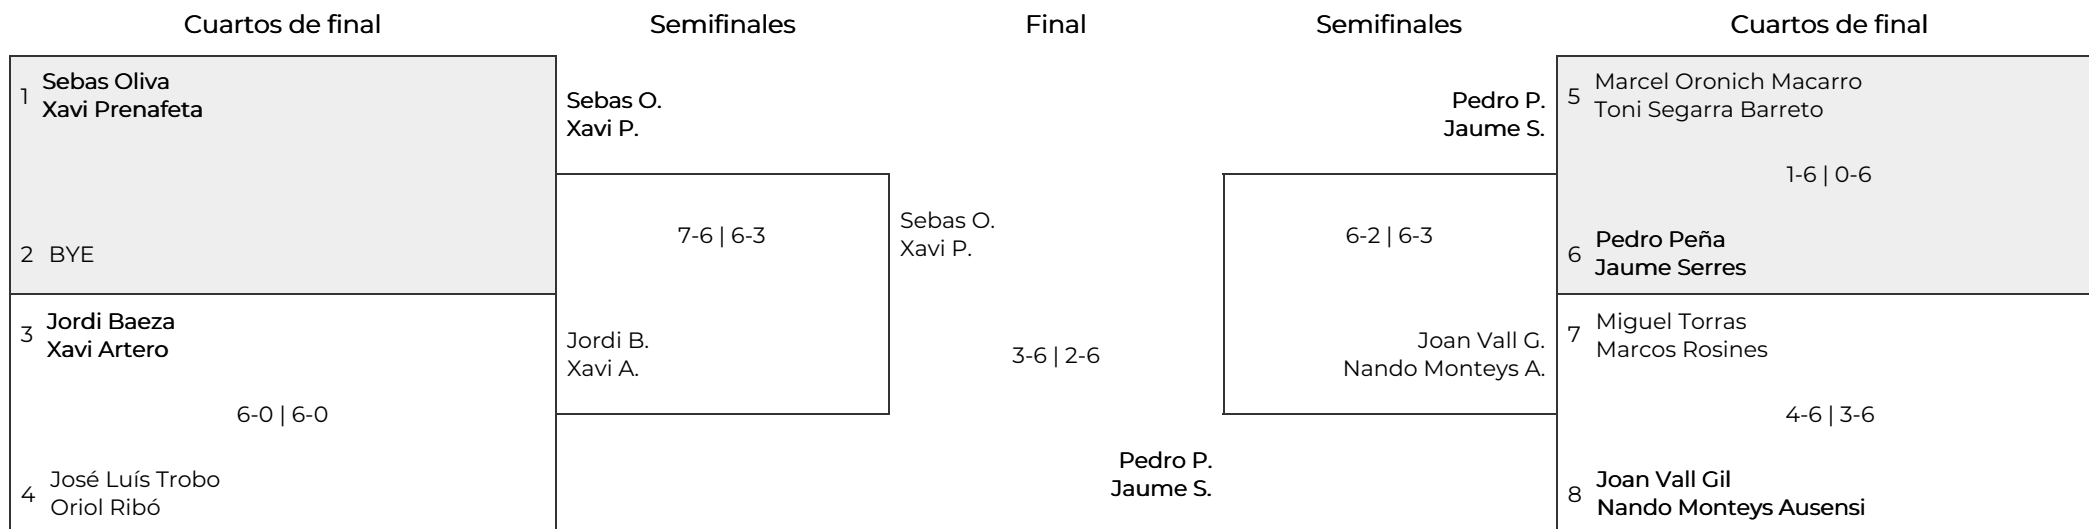 Cuartos de final
Semifinales
Final
Semifinales
Cuartos de final
1
Sebas Oliva
Xavi Prenafeta
2 BYE
3
Jordi Baeza
Xavi Artero
6-0 | 6-0
4
José Luís Trobo
Oriol Ribó
Sebas O.
Xavi P.
7-6 | 6-3
Jordi B.
Xavi A.
Sebas O.
Xavi P.
3-6 | 2-6
Pedro P.
Jaume S.
Pedro P.
Jaume S.
6-2 | 6-3
Joan Vall G.
Nando Monteys A.
5
Marcel Oronich Macarro
Toni Segarra Barreto
1-6 | 0-6
6
Pedro Peña
Jaume Serres
7
Miguel Torras
Marcos Rosines
4-6 | 3-6
8
Joan Vall Gil
Nando Monteys Ausensi